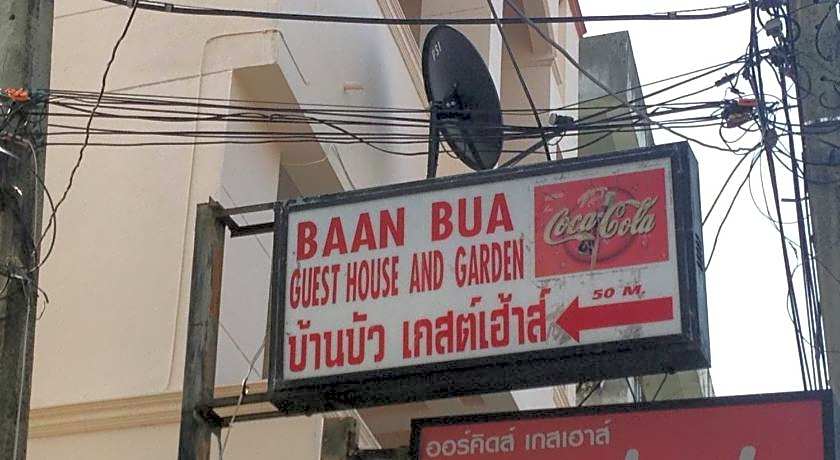 PSI
BAAN BUA
GUEST HOUSE AND GARDEN
บ้านบัว เกสต์เฮ้าส์
Coca-Cola
50 M.
ออร์คิดส์ เกสเฮาส์